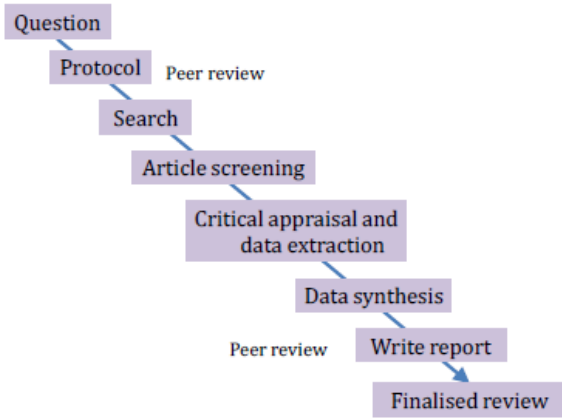 Question
Protocol
Peer review
Search
Article screening
Critical appraisal and
data extraction
Data synthesis
Peer review
Write report
Finalised review